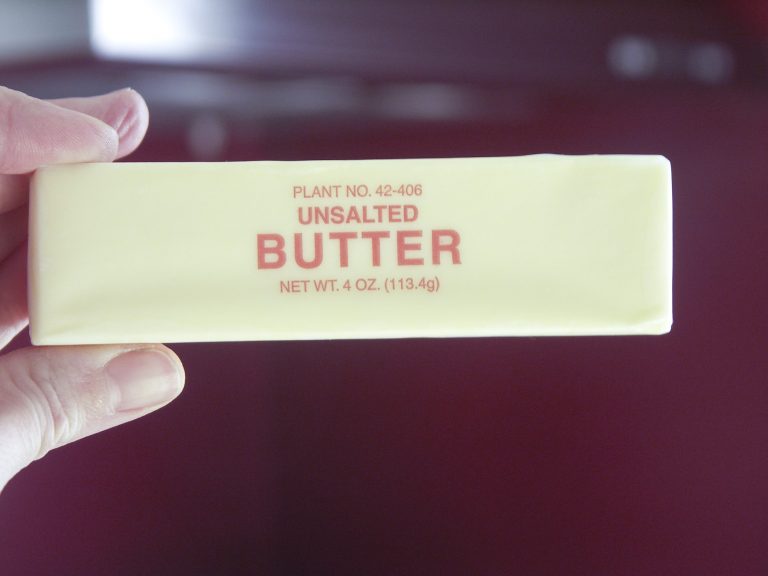 PLANT NO. 42-406
UNSALTED
BUTTER
NET WT. 4 OZ. (113.4g)